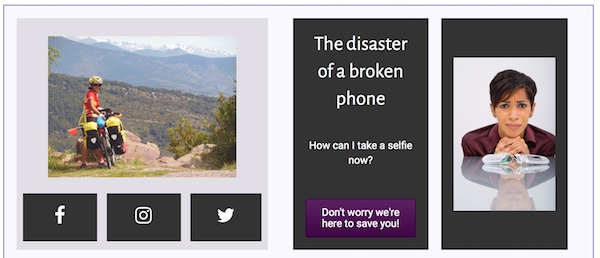 The disaster
of a broken
phone
How can I take a selfie
now?
Don't worry we're
here to save you!